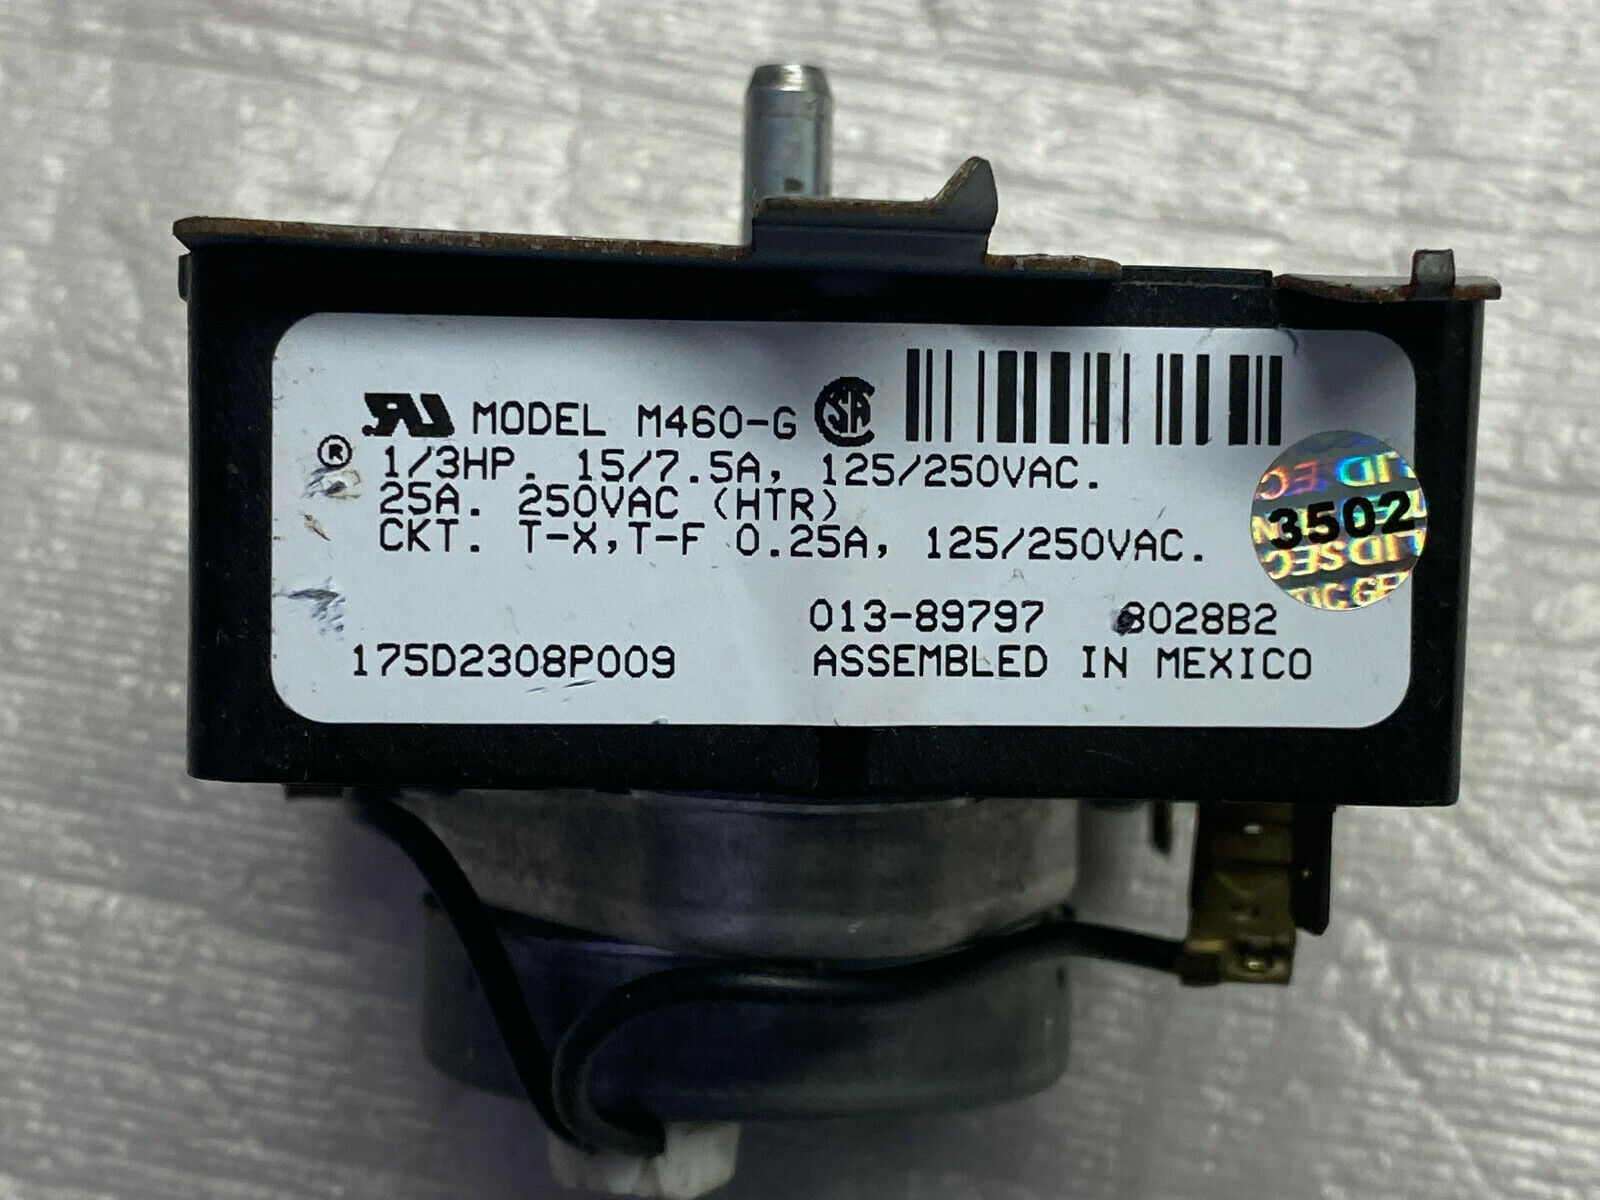 MODEL M460-G
® 1/3HP. 15/7.5A, 125/250VAC.
25A. 250VAC (HTR)
CKT. T-X,T-F 0.25A, 125/250VAC.
3502
013-89797 8028B2
175D2308P009 ASSEMBLED IN MEXICO